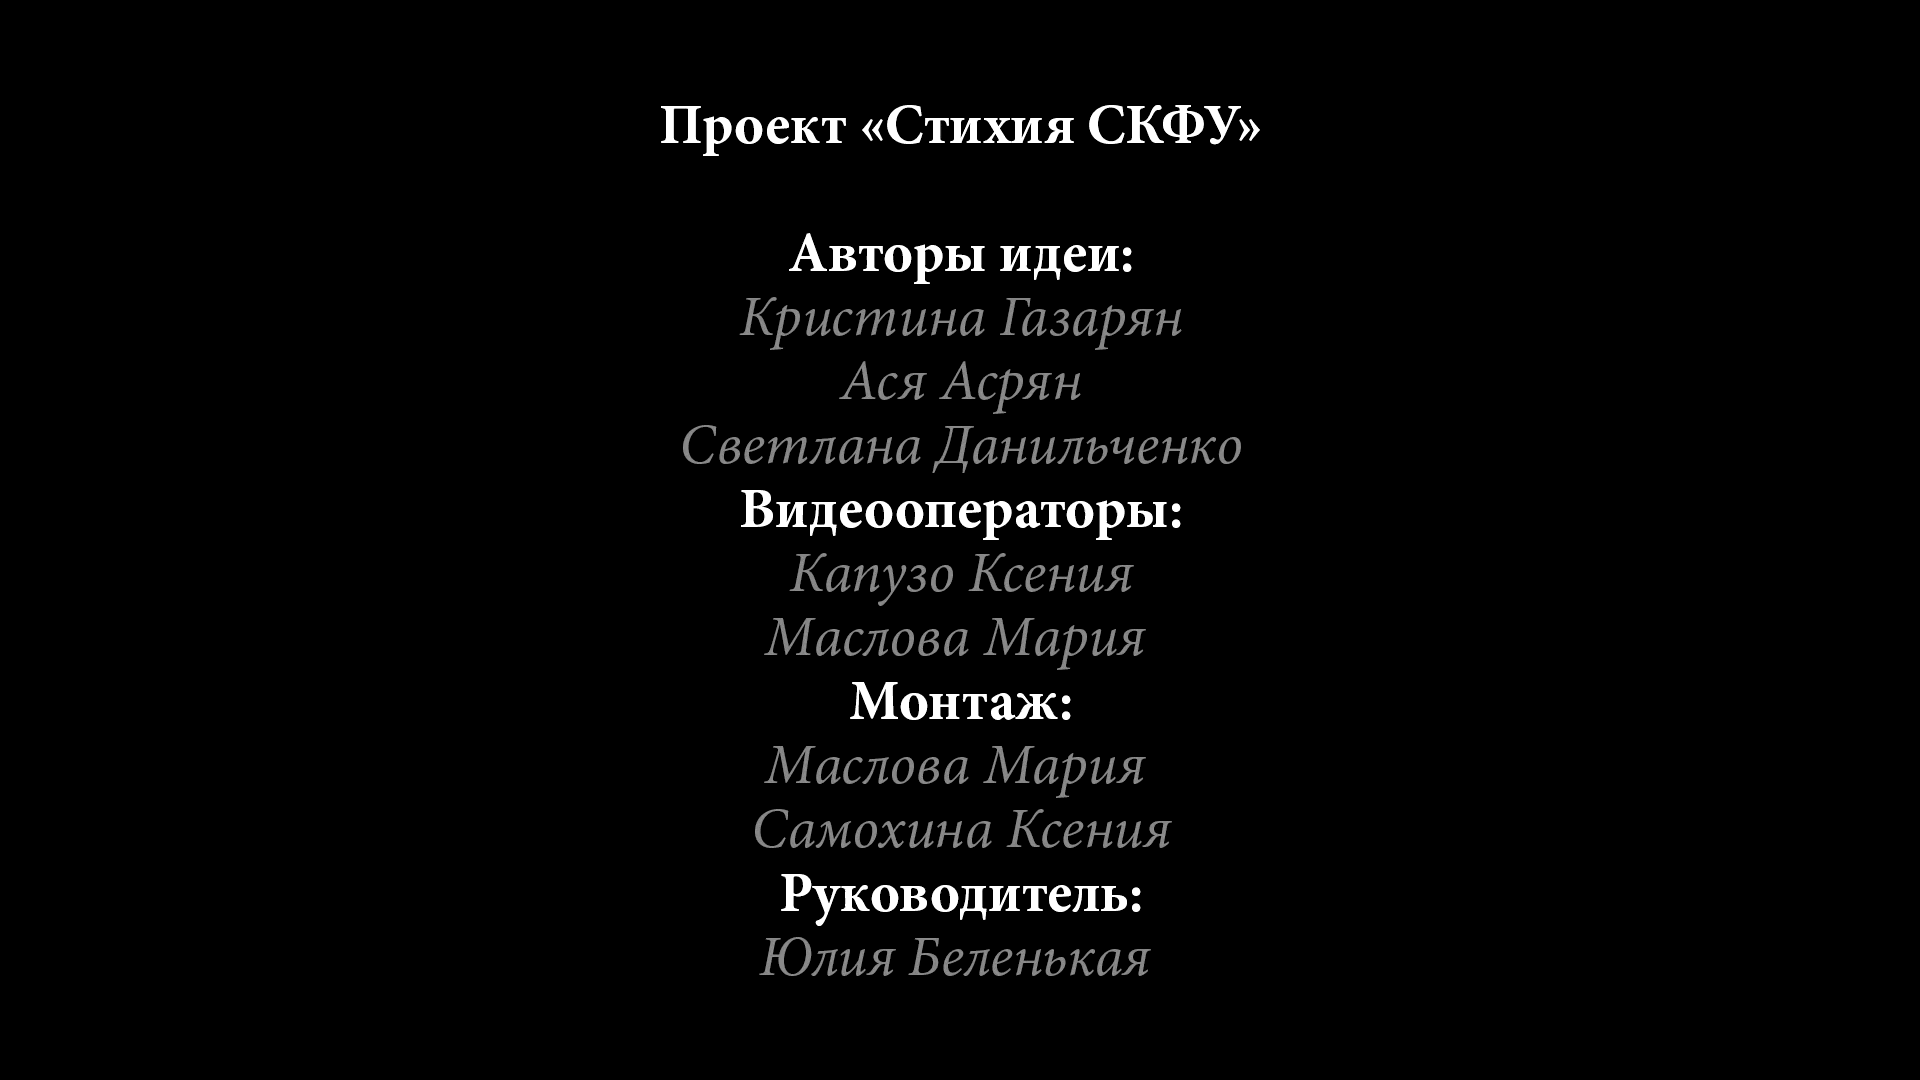 Проект «Стихия СКФУ»
Авторы идеи:
Кристина Газарян
Ася Асрян
Светлана Данильченко
Видеооператоры:
Капузо Ксения
Маслова Мария
Монтаж:
Маслова Мария
Самохина Ксения
Руководитель:
Юлия Беленькая